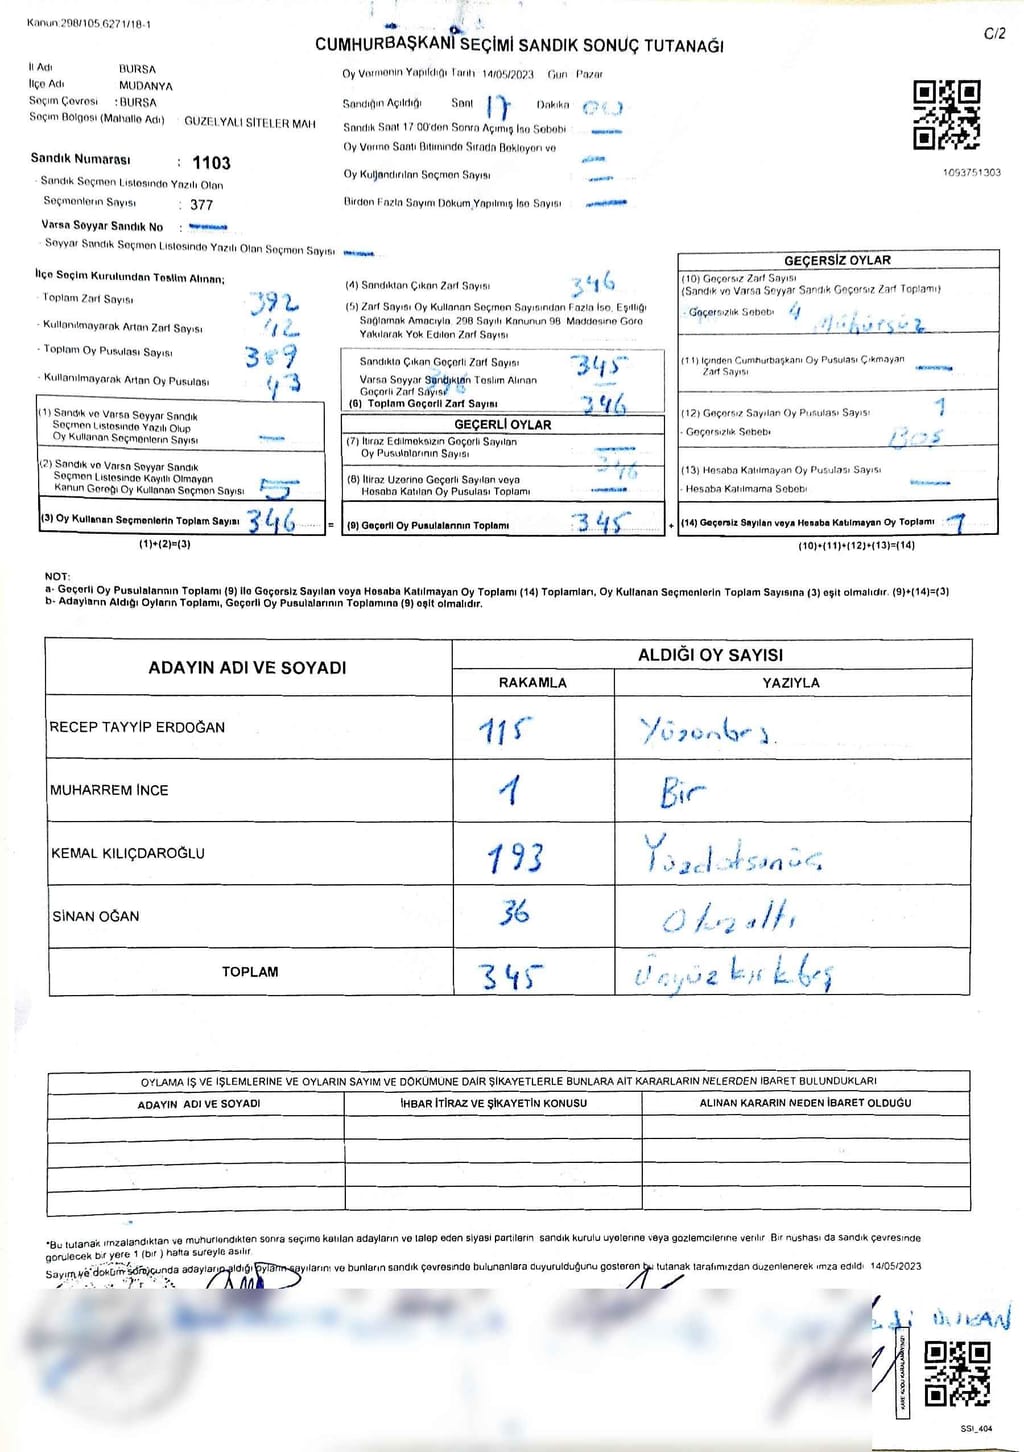 Kanun 298/105 6271/18-1
C/2
CUMHURBAŞKANI SEÇİMİ SANDIK SONUÇ TUTANAĞI
İl Adı BURSA
İlçe Adı MUDANYA
Seçim Çevresi : BURSA
Seçim Bölgesi (Mahalle Adı) GÜZELYALI SİTELER MAH
Oy Vermenin Yapıldığı Tarih 14/05/2023 Gün Pazar
Sandığın Açıldığı Saat 17 Dakika 00
Sandık Saat 17 00'den Sonra Açılmış İse Sebebi
Oy Verme Saati Bitiminde Sırada Bekleyen ve
Oy Kullandırılan Seçmen Sayısı
Birden Fazla Sayım Döküm Yapılmış İse Sayısı
1093751303
Sandık Numarası : 1103
- Sandık Seçmen Listesinde Yazılı Olan
Seçmenlerin Sayısı : 377
Varsa Seyyar Sandık No :
- Seyyar Sandık Seçmen Listesinde Yazılı Olan Seçmen Sayısı
İlçe Seçim Kurulundan Teslim Alınan;
- Toplam Zarf Sayısı 392
- Kullanılmayarak Artan Zarf Sayısı 42
- Toplam Oy Pusulası Sayısı 389
- Kullanılmayarak Artan Oy Pusulası 43
(1) Sandık ve Varsa Seyyar Sandık
Seçmen Listesinde Yazılı Olup
Oy Kullanan Seçmenlerin Sayısı
(2) Sandık ve Varsa Seyyar Sandık
Seçmen Listesinde Kayıtlı Olmayan
Kanun Gereği Oy Kullanan Seçmen Sayısı 5
(3) Oy Kullanan Seçmenlerin Toplam Sayısı 346 =
(1)+(2)=(3)
(4) Sandıktan Çıkan Zarf Sayısı 346
(5) Zarf Sayısı Oy Kullanan Seçmen Sayısından Fazla İse, Eşitliği
Sağlamak Amacıyla 298 Sayılı Kanunun 98 Maddesine Göre
Yakılarak Yok Edilen Zarf Sayısı
Sandıkta Çıkan Geçerli Zarf Sayısı 345
Varsa Seyyar Sandıktan Teslim Alınan
Geçerli Zarf Sayısı
(6) Toplam Geçerli Zarf Sayısı 346
GEÇERLİ OYLAR
(7) İtiraz Edilmeksizin Geçerli Sayılan
Oy Pusulalarının Sayısı 346
(8) İtiraz Üzerine Geçerli Sayılan veya
Hesaba Katılan Oy Pusulası Toplamı
(9) Geçerli Oy Pusulalarının Toplamı : 345 +
GEÇERSİZ OYLAR
(10) Geçersiz Zarf Sayısı
(Sandık ve Varsa Seyyar Sandık Geçersiz Zarf Toplamı)
- Geçersizlik Sebebi Mühürsüz
(11) İçinden Cumhurbaşkanı Oy Pusulası Çıkmayan
Zarf Sayısı
(12) Geçersiz Sayılan Oy Pusulası Sayısı 1
- Geçersizlik Sebebi BOŞ
(13) Hesaba Katılmayan Oy Pusulası Sayısı
- Hesaba Katılmama Sebebi
(14) Geçersiz Sayılan veya Hesaba Katılmayan Oy Toplamı 1
(10)+(11)+(12)+(13)=(14)
NOT:
a- Geçerli Oy Pusulalarının Toplamı (9) İle Geçersiz Sayılan veya Hesaba Katılmayan Oy Toplamı (14) Toplamları, Oy Kullanan Seçmenlerin Toplam Sayısına (3) eşit olmalıdır. (9)+(14)=(3)
b- Adayların Aldığı Oyların Toplamı, Geçerli Oy Pusulalarının Toplamına (9) eşit olmalıdır.
ADAYIN ADI VE SOYADI
ALDIĞI OY SAYISI
RAKAMLA YAZIYLA
RECEP TAYYİP ERDOĞAN 115 Yüzonbeş
MUHARREM İNCE 1 Bir
KEMAL KILIÇDAROĞLU 193 Yüzdoksanüç
SİNAN OĞAN 36 Otuzaltı
TOPLAM 345 Üçyüzkırkbeş
OYLAMA İŞ VE İŞLEMLERİNE VE OYLARIN SAYIM VE DÖKÜMÜNE DAİR ŞİKAYETLERLE BUNLARA AİT KARARLARIN NELERDEN İBARET BULUNDUKLARI
ADAYIN ADI VE SOYADI İHBAR İTİRAZ VE ŞİKAYETİN KONUSU ALINAN KARARIN NEDEN İBARET OLDUĞU
*Bu tutanak imzalandıktan ve mühürlendikten sonra seçime katılan adayların ve talep eden siyasi partilerin sandık kurulu üyelerine veya gözlemcilerine verilir Bir nüshası da sandık çevresinde
görülecek bir yere 1 (bir ) hafta süreyle asılır
Sayım ve döküm sonucunda adayların aldığı oyların sayılarını ve bunların sandık çevresinde bulunanlara duyurulduğunu gösteren bu tutanak tarafımızdan düzenlenerek imza edildi 14/05/2023
KARE KODU KARALAMAYINIZ!
SSI_404